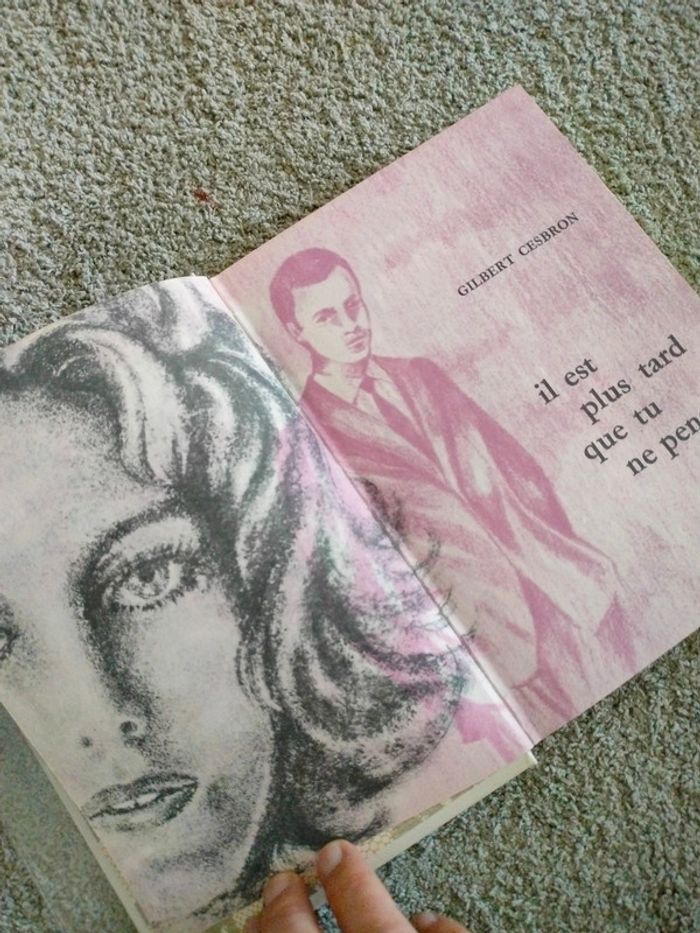 GILBERT CESBRON
il est
plus tard
que tu
ne pen